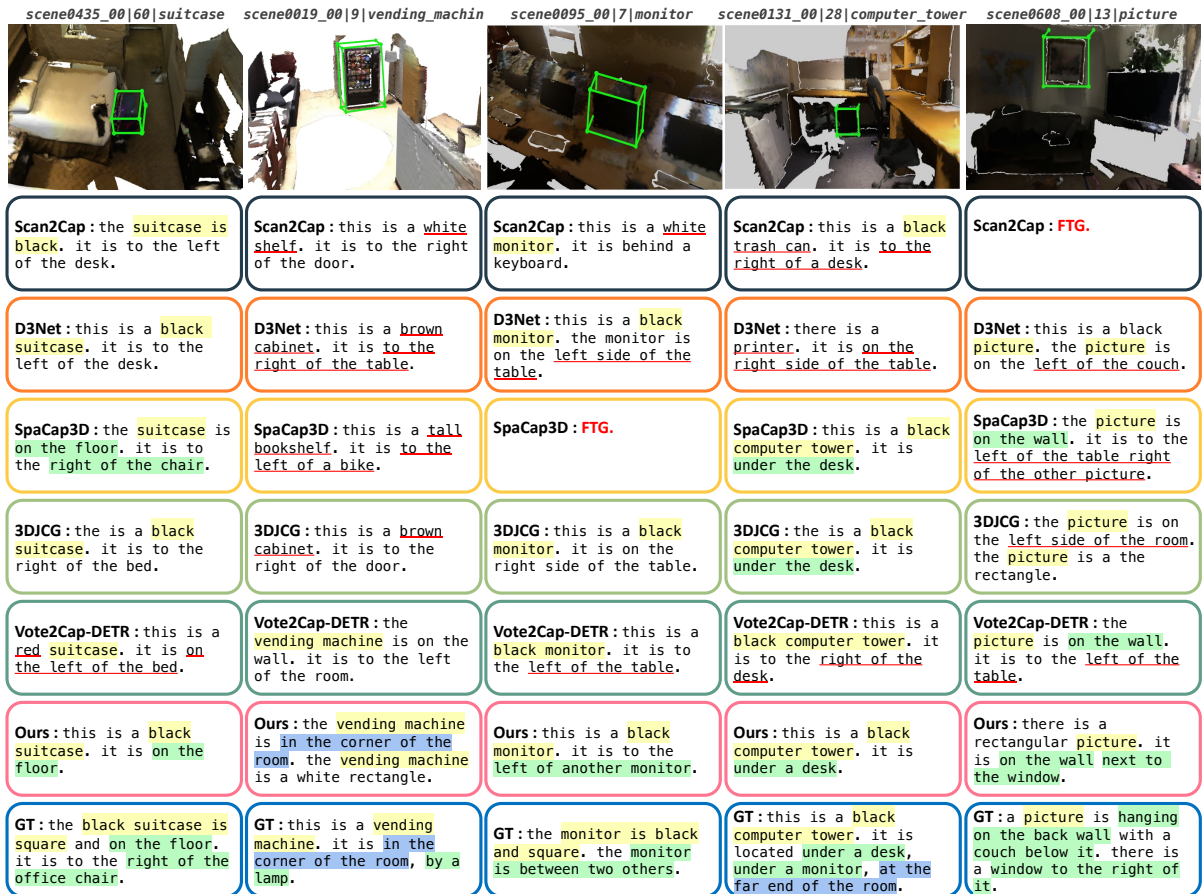 scene0435_00|60|suitcase
scene0019_00|9|vending_machin
scene0095_00|7|monitor
scene0131_00|28|computer_tower
scene0608_00|13|picture
Scan2Cap : the suitcase is
black. it is to the left
of the desk.
Scan2Cap : this is a white
shelf. it is to the right
of the door.
Scan2Cap : this is a white
monitor. it is behind a
keyboard.
Scan2Cap : this is a black
trash can. it is to the
right of a desk.
Scan2Cap : FTG.
D3Net : this is a black
suitcase. it is to the
left of the desk.
D3Net : this is a brown
cabinet. it is to the
right of the table.
D3Net : this is a black
monitor. the monitor is
on the left side of the
table.
D3Net : there is a
printer. it is on the
right side of the table.
D3Net : this is a black
picture. the picture is
on the left of the couch.
SpaCap3D : the suitcase is
on the floor. it is to
the right of the chair.
SpaCap3D : this is a tall
bookshelf. it is to the
left of a bike.
SpaCap3D : FTG.
SpaCap3D : this is a black
computer tower. it is
under the desk.
SpaCap3D : the picture is
on the wall. it is to the
left of the table right
of the other picture.
3DJCG : the is a black
suitcase. it is to the
right of the bed.
3DJCG : this is a brown
cabinet. it is to the
right of the door.
3DJCG : this is a black
monitor. it is on the
right side of the table.
3DJCG : the is a black
computer tower. it is
under the desk.
3DJCG : the picture is on
the left side of the room.
the picture is a the
rectangle.
Vote2Cap-DETR : this is a
red suitcase. it is on
the left of the bed.
Vote2Cap-DETR : the
vending machine is on the
wall. it is to the left
of the room.
Vote2Cap-DETR : this is a
black monitor. it is to
the left of the table.
Vote2Cap-DETR : this is a
black computer tower. it
is to the right of the
desk.
Vote2Cap-DETR : the
picture is on the wall.
it is to the left of the
table.
Ours : this is a black
suitcase. it is on the
floor.
Ours : the vending machine
is in the corner of the
room. the vending machine
is a white rectangle.
Ours : this is a black
monitor. it is to the
left of another monitor.
Ours : this is a black
computer tower. it is
under a desk.
Ours : there is a
rectangular picture. it
is on the wall next to
the window.
GT : the black suitcase is
square and on the floor.
it is to the right of the
office chair.
GT : this is a vending
machine. it is in the
corner of the room, by a
lamp.
GT : the monitor is black
and square. the monitor
is between two others.
GT : this is a black
computer tower. it is
located under a desk,
under a monitor, at the
far end of the room.
GT : a picture is hanging
on the back wall with a
couch below it. there is
a window to the right of
it.